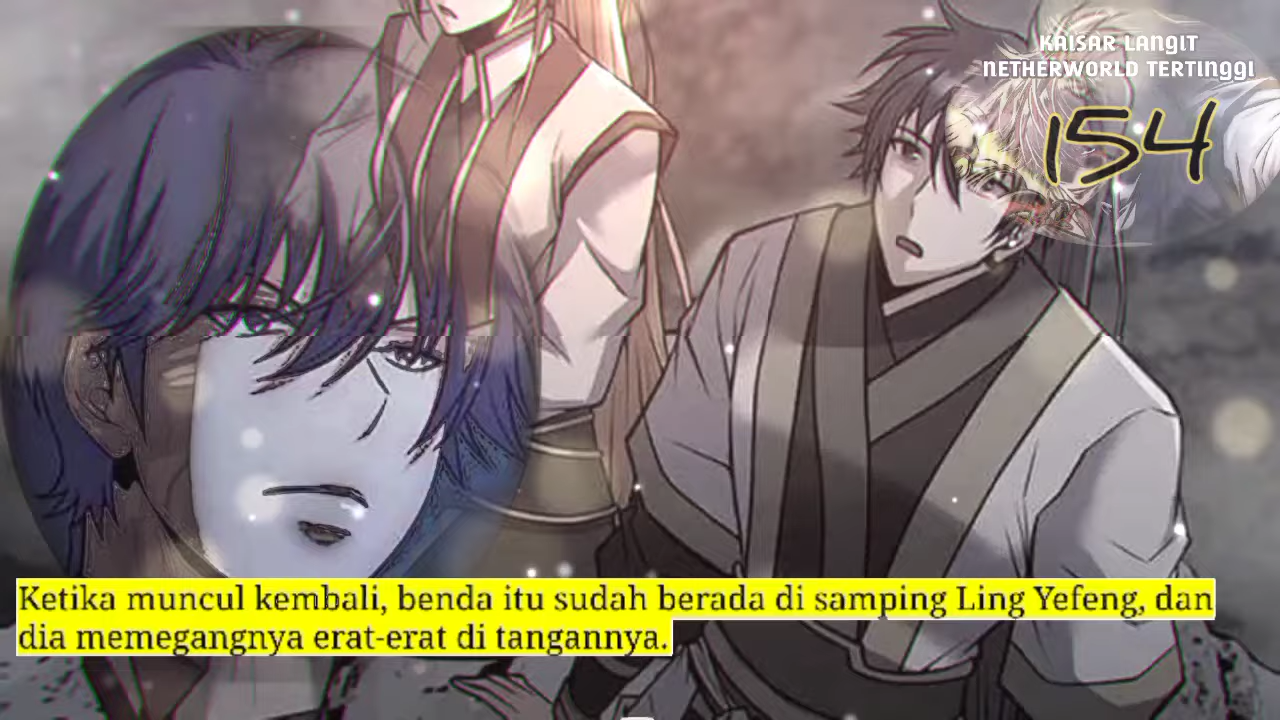 KAISAR LANGIT
NETHERWORLD TERTINGGI
154
Ketika muncul kembali, benda itu sudah berada di samping Ling Yefeng, dan
dia memegangnya erat-erat di tangannya.